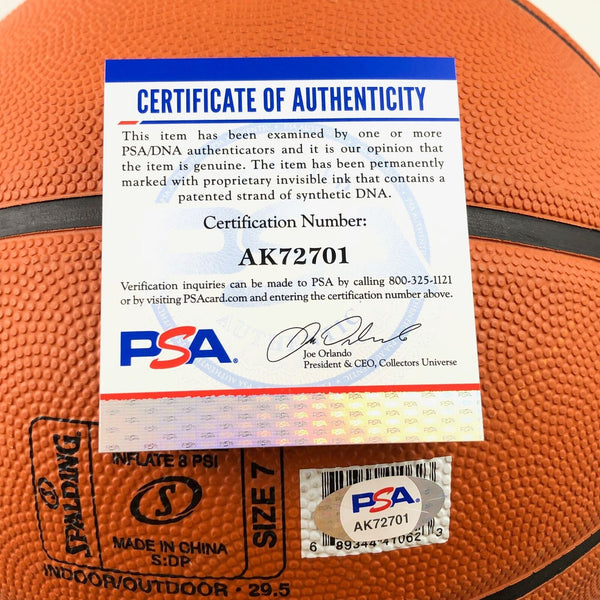 CERTIFICATE OF AUTHENTICITY
This item has been examined by one or more
PSA/DNA authenticators and it is our opinion that
the item is genuine. The item has been permanently
marked with proprietary invisible ink that contains a
patented strand of synthetic DNA.
Certification Number:
AK72701
Verification inquiries can be made to PSA by calling 800-325-1121
or by visiting PSAcard.com and entering the certification number above.
PSA®
Joe Orlando
President & CEO, Collectors Universe
SPALDING
INFLATE 8 PSI
S
MADE IN CHINA
S:DP
SIZE 7
INDOOR/OUTDOOR · 29.5
PSA
AK72701
6 89344 41062 3